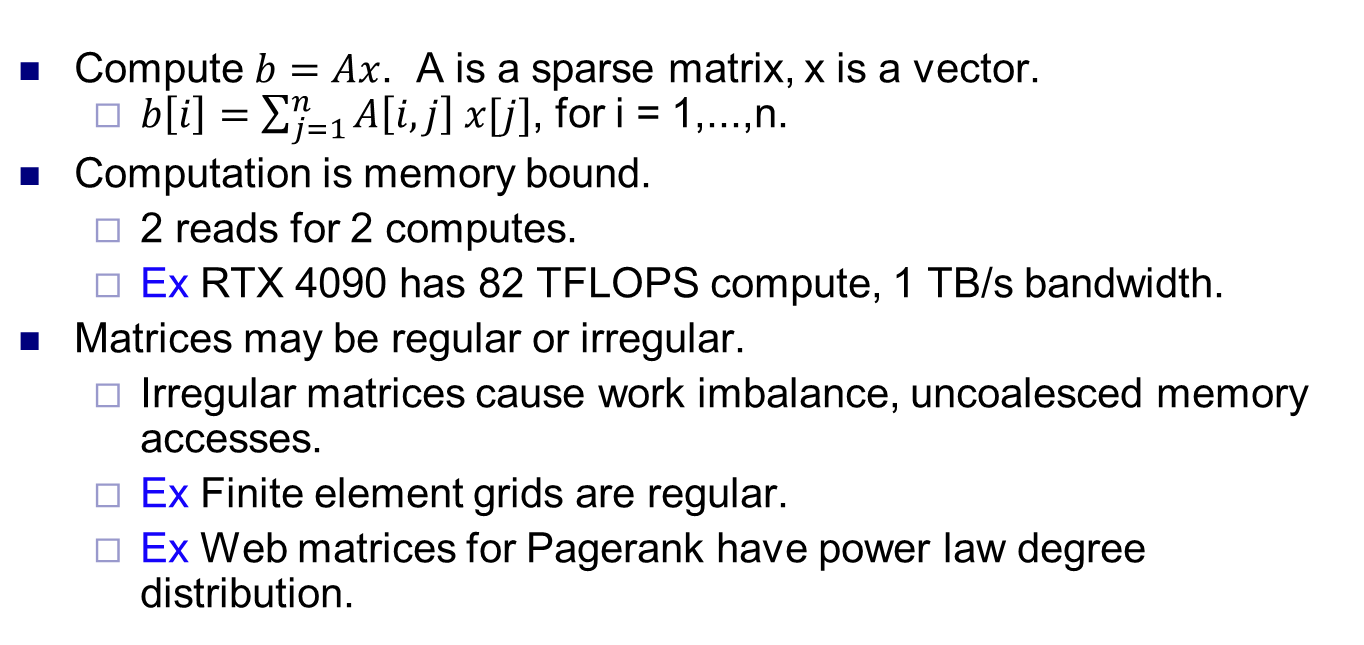 ■ Compute b = Ax. A is a sparse matrix, x is a vector.
□ b[i] = ∑ⁿⱼ₌₁ A[i,j] x[j], for i = 1,...,n.
■ Computation is memory bound.
□ 2 reads for 2 computes.
□ Ex RTX 4090 has 82 TFLOPS compute, 1 TB/s bandwidth.
■ Matrices may be regular or irregular.
□ Irregular matrices cause work imbalance, uncoalesced memory
accesses.
□ Ex Finite element grids are regular.
□ Ex Web matrices for Pagerank have power law degree
distribution.